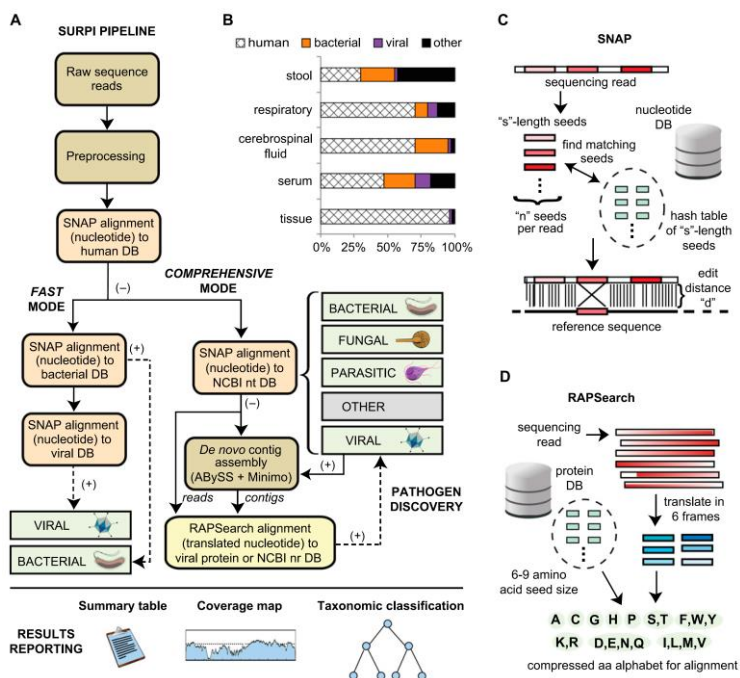 A
SURPI PIPELINE
Raw sequence
reads
Preprocessing
SNAP alignment
(nucleotide) to
human DB
(–)
FAST
MODE
COMPREHENSIVE
MODE
SNAP alignment
(nucleotide) to
bacterial DB
(+)
SNAP alignment
(nucleotide) to
viral DB
(+)
VIRAL
BACTERIAL
SNAP alignment
(nucleotide) to
NCBI nt DB
(–)
De novo contig
assembly
(ABySS + Minimo)
reads
contigs
RAPSearch alignment
(translated nucleotide) to
viral protein or NCBI nr DB
BACTERIAL
FUNGAL
PARASITIC
OTHER
VIRAL
(+)
PATHOGEN
DISCOVERY
(+)
RESULTS
REPORTING
Summary table
Coverage map
Taxonomic classification
B
human bacterial viral other
stool
respiratory
cerebrospinal
fluid
serum
tissue
0% 25% 50% 75% 100%
C
SNAP
sequencing read
"s"-length seeds
find matching
seeds
nucleotide
DB
"n" seeds
per read
hash table
of "s"-length
seeds
edit
distance
"d"
reference sequence
D
RAPSearch
sequencing
read
protein
DB
translate in
6 frames
6-9 amino
acid seed size
A C G H P S,T F,W,Y
K,R D,E,N,Q I,L,M,V
compressed aa alphabet for alignment